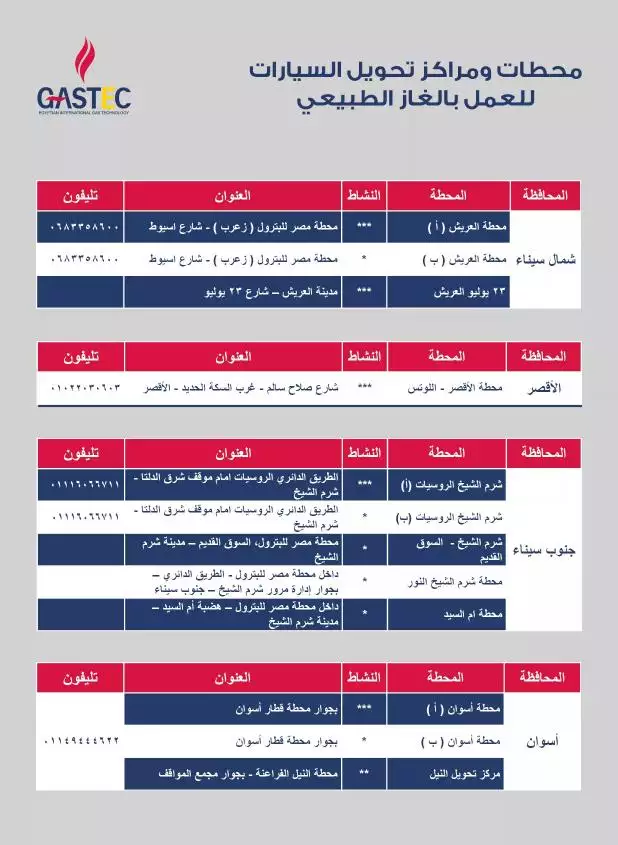 محطات ومراكز تحويل السيارات
للعمل بالغاز الطبيعي
GASTEC
EGYPTIAN INTERNATIONAL GAS TECHNOLOGY
المحافظة المحطة النشاط العنوان تليفون
شمال سيناء
محطة العريش ( أ ) *** محطة مصر للبترول ( زعرب ) - شارع اسيوط ٠٦٨٣٣٥٨٦٠٠
محطة العريش ( ب ) * محطة مصر للبترول ( زعرب ) - شارع اسيوط ٠٦٨٣٣٥٨٦٠٠
٢٣ يوليو العريش *** مدينة العريش – شارع ٢٣ يوليو
المحافظة المحطة النشاط العنوان تليفون
الأقصر محطة الأقصر - اللوتس *** شارع صلاح سالم - غرب السكة الحديد - الأقصر ٠١٠٢٢٠٣٠٦٠٣
المحافظة المحطة النشاط العنوان تليفون
جنوب سيناء
شرم الشيخ الروسيات (أ) *** الطريق الدائري الروسيات امام موقف شرق الدلتا - ٠١١١٦٠٦٦٧١١
شرم الشيخ
شرم الشيخ الروسيات (ب) * الطريق الدائري الروسيات امام موقف شرق الدلتا - ٠١١١٦٠٦٦٧١١
شرم الشيخ
شرم الشيخ - السوق * محطة مصر للبترول، السوق القديم – مدينة شرم
القديم الشيخ
محطة شرم الشيخ النور * داخل محطة مصر للبترول - الطريق الدائري –
بجوار إدارة مرور شرم الشيخ – جنوب سيناء
محطة ام السيد * داخل محطة مصر للبترول – هضبة أم السيد –
مدينة شرم الشيخ
المحافظة المحطة النشاط العنوان تليفون
أسوان
محطة أسوان ( أ ) *** بجوار محطة قطار أسوان
محطة أسوان ( ب ) * بجوار محطة قطار أسوان ٠١١٤٩٤٤٤٦٢٢
مركز تحويل النيل ** محطة النيل الفراعنة - بجوار مجمع المواقف